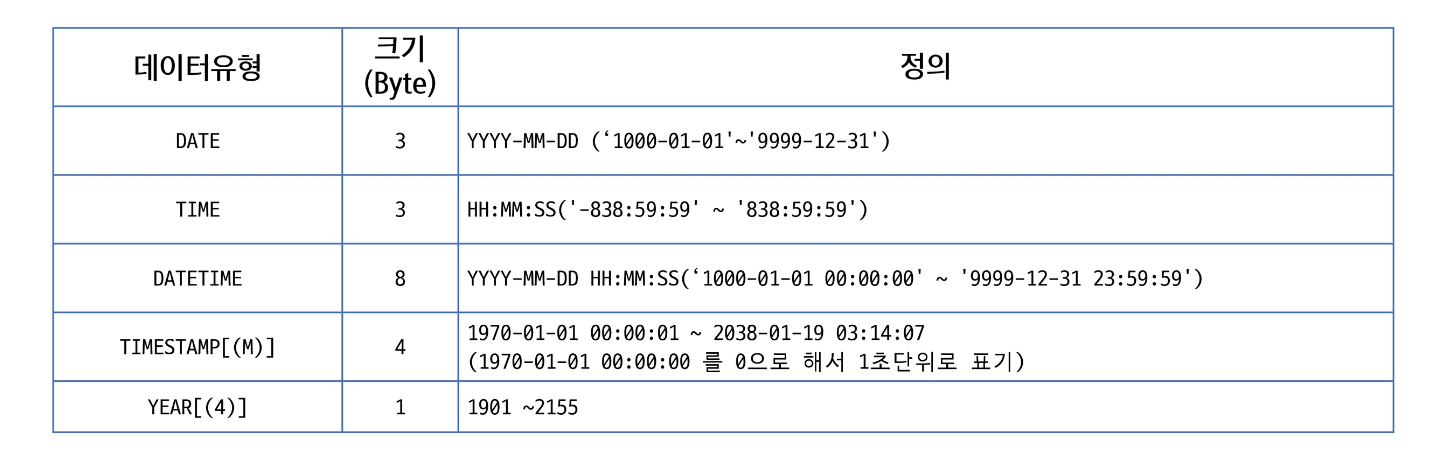 데이터유형
크기
(Byte)
정의
DATE
3
YYYY-MM-DD (‘1000-01-01'~'9999-12-31')
TIME
3
HH:MM:SS('-838:59:59' ~ '838:59:59')
DATETIME
8
YYYY-MM-DD HH:MM:SS(‘1000-01-01 00:00:00' ~ '9999-12-31 23:59:59')
TIMESTAMP[(M)]
4
1970-01-01 00:00:01 ~ 2038-01-19 03:14:07
(1970-01-01 00:00:00 를 0으로 해서 1초단위로 표기)
YEAR[(4)]
1
1901 ~2155